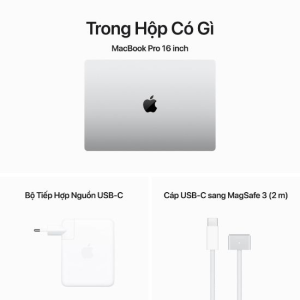 Trong Hộp Có Gì
MacBook Pro 16 inch
Bộ Tiếp Hợp Nguồn USB-C
Cáp USB-C sang MagSafe 3 (2 m)